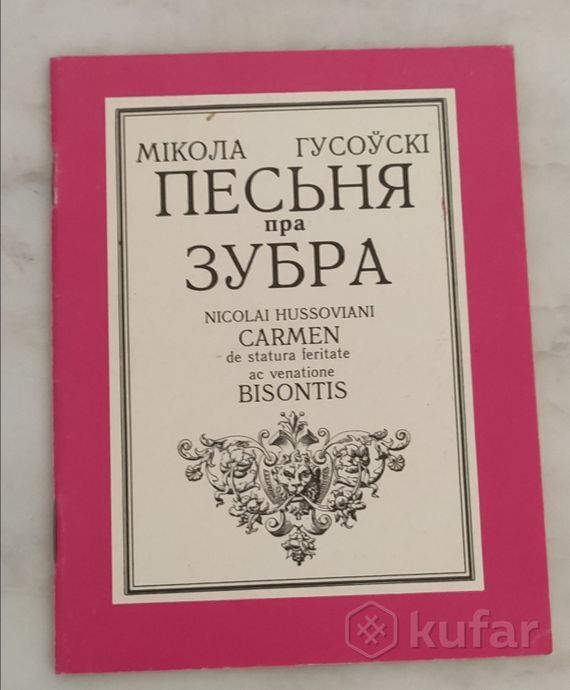 МІКОЛА ГУСОЎСКІ
ПЕСЬНЯ
пра
ЗУБРА
NICOLAI HUSSOVIANI
CARMEN
de statura feritate
ac venatione
BISONTIS
kufar